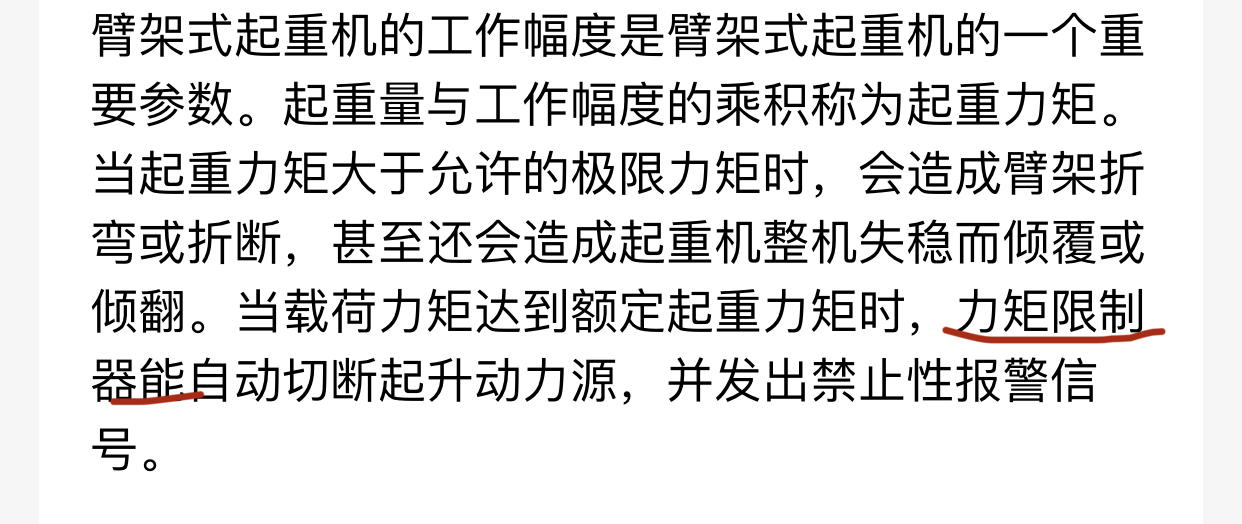 臂架式起重机的工作幅度是臂架式起重机的一个重
要参数。起重量与工作幅度的乘积称为起重力矩。
当起重力矩大于允许的极限力矩时，会造成臂架折
弯或折断，甚至还会造成起重机整机失稳而倾覆或
倾翻。当载荷力矩达到额定起重力矩时，力矩限制
器能自动切断起升动力源，并发出禁止性报警信
号。